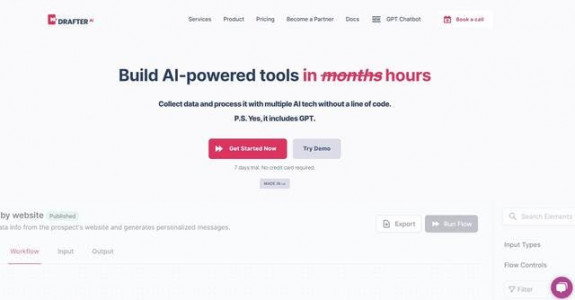 DRAFTER AI
Services Product Pricing Become a Partner Docs GPT Chatbot Book a call
Build AI-powered tools in months hours
Collect data and process it with multiple AI tech without a line of code.
P.S. Yes, it includes GPT.
Get Started Now Try Demo
7 days trial. No credit card required.
MADE IN
by website Published
ata info from the prospect's website and generates personalized messages.
Export Run Flow
Search Elements
Workflow Input Output
Input Types
Flow Controls
Filter